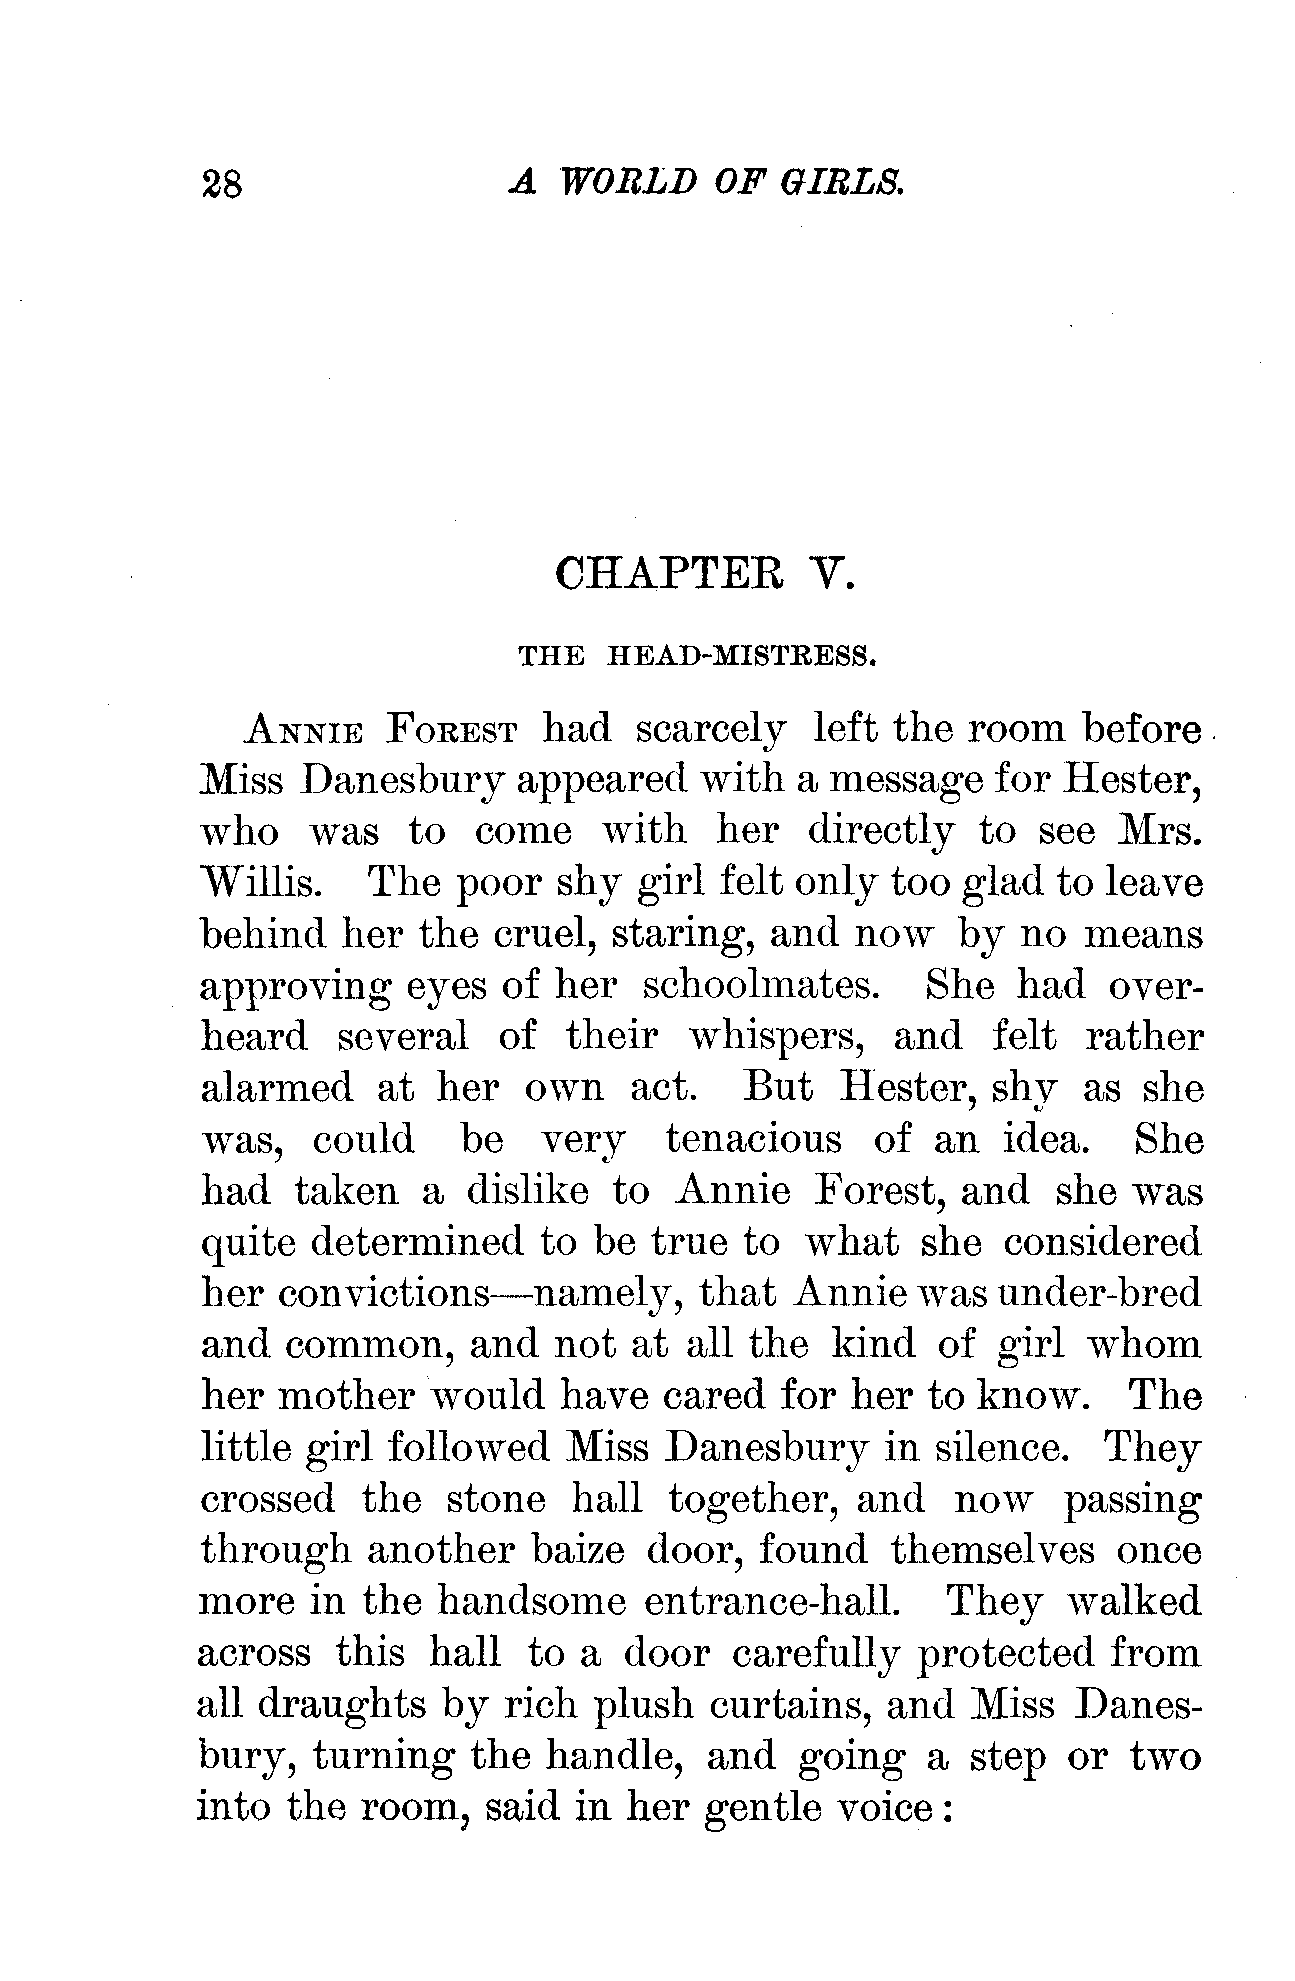 28 A WORLD OF GIRLS.
CHAPTER V.
THE HEAD-MISTRESS.
ANNIE FOREST had scarcely left the room before
Miss Danesbury appeared with a message for Hester,
who was to come with her directly to see Mrs.
Willis. The poor shy girl felt only too glad to leave
behind her the cruel, staring, and now by no means
approving eyes of her schoolmates. She had over-
heard several of their whispers, and felt rather
alarmed at her own act. But Hester, shy as she
was, could be very tenacious of an idea. She
had taken a dislike to Annie Forest, and she was
quite determined to be true to what she considered
her convictions—namely, that Annie was under-bred
and common, and not at all the kind of girl whom
her mother would have cared for her to know. The
little girl followed Miss Danesbury in silence. They
crossed the stone hall together, and now passing
through another baize door, found themselves once
more in the handsome entrance-hall. They walked
across this hall to a door carefully protected from
all draughts by rich plush curtains, and Miss Danes-
bury, turning the handle, and going a step or two
into the room, said in her gentle voice: